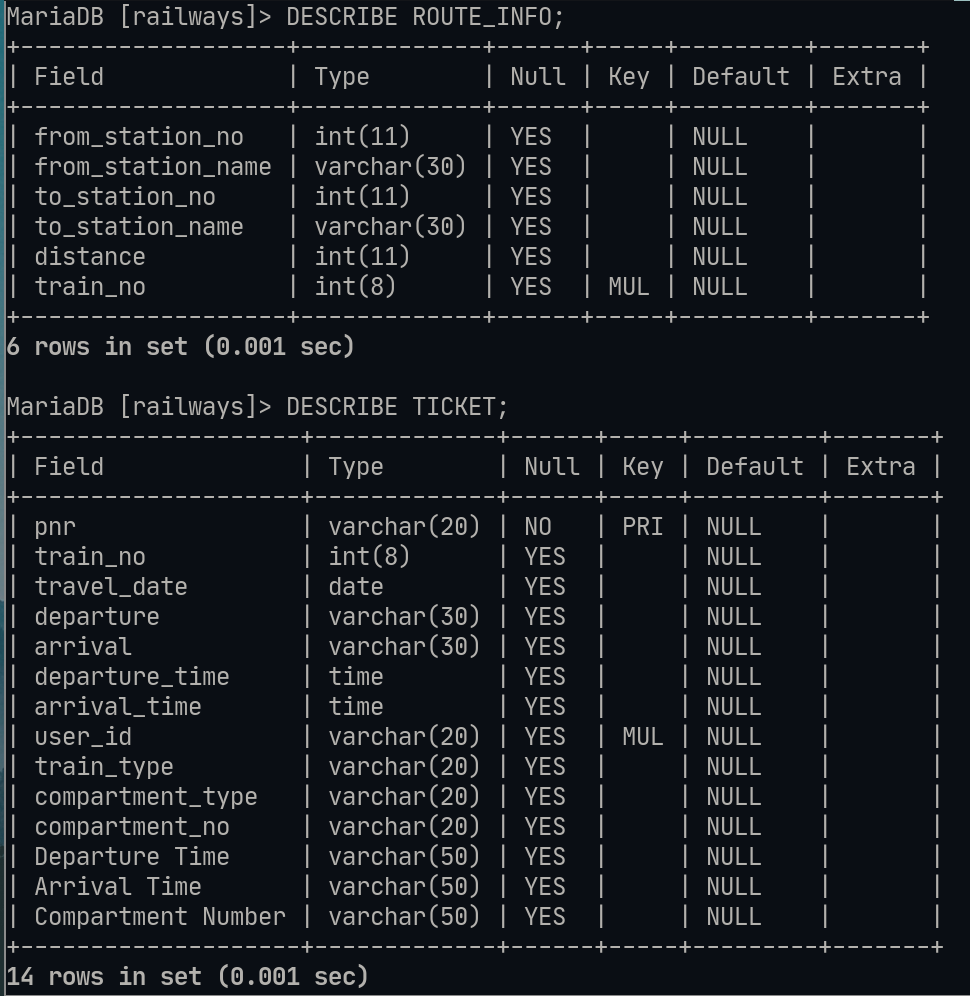 MariaDB [railways]> DESCRIBE ROUTE_INFO;
+-------------------+-------------+------+-----+---------+-------+
| Field             | Type        | Null | Key | Default | Extra |
+-------------------+-------------+------+-----+---------+-------+
| from_station_no   | int(11)     | YES  |     | NULL    |       |
| from_station_name | varchar(30) | YES  |     | NULL    |       |
| to_station_no     | int(11)     | YES  |     | NULL    |       |
| to_station_name   | varchar(30) | YES  |     | NULL    |       |
| distance          | int(11)     | YES  |     | NULL    |       |
| train_no          | int(8)      | YES  | MUL | NULL    |       |
+-------------------+-------------+------+-----+---------+-------+
6 rows in set (0.001 sec)
MariaDB [railways]> DESCRIBE TICKET;
+--------------------+-------------+------+-----+---------+-------+
| Field              | Type        | Null | Key | Default | Extra |
+--------------------+-------------+------+-----+---------+-------+
| pnr                | varchar(20) | NO   | PRI | NULL    |       |
| train_no           | int(8)      | YES  |     | NULL    |       |
| travel_date        | date        | YES  |     | NULL    |       |
| departure          | varchar(30) | YES  |     | NULL    |       |
| arrival            | varchar(30) | YES  |     | NULL    |       |
| departure_time     | time        | YES  |     | NULL    |       |
| arrival_time       | time        | YES  |     | NULL    |       |
| user_id            | varchar(20) | YES  | MUL | NULL    |       |
| train_type         | varchar(20) | YES  |     | NULL    |       |
| compartment_type   | varchar(20) | YES  |     | NULL    |       |
| compartment_no     | varchar(20) | YES  |     | NULL    |       |
| Departure Time     | varchar(50) | YES  |     | NULL    |       |
| Arrival Time       | varchar(50) | YES  |     | NULL    |       |
| Compartment Number | varchar(50) | YES  |     | NULL    |       |
+--------------------+-------------+------+-----+---------+-------+
14 rows in set (0.001 sec)